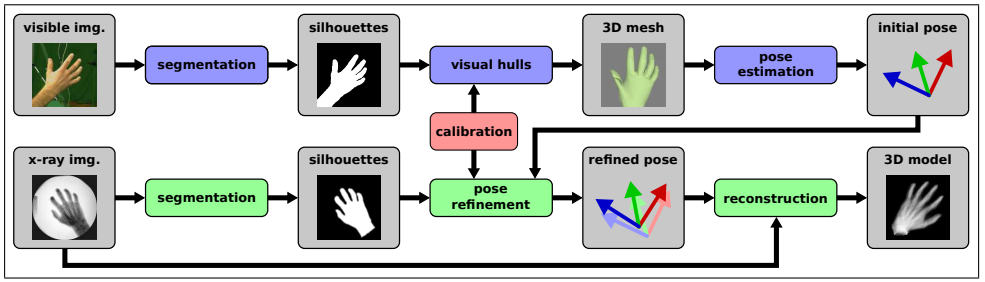 visible img.
segmentation
silhouettes
visual hulls
3D mesh
pose
estimation
initial pose
calibration
x-ray img.
segmentation
silhouettes
pose
refinement
refined pose
reconstruction
3D model